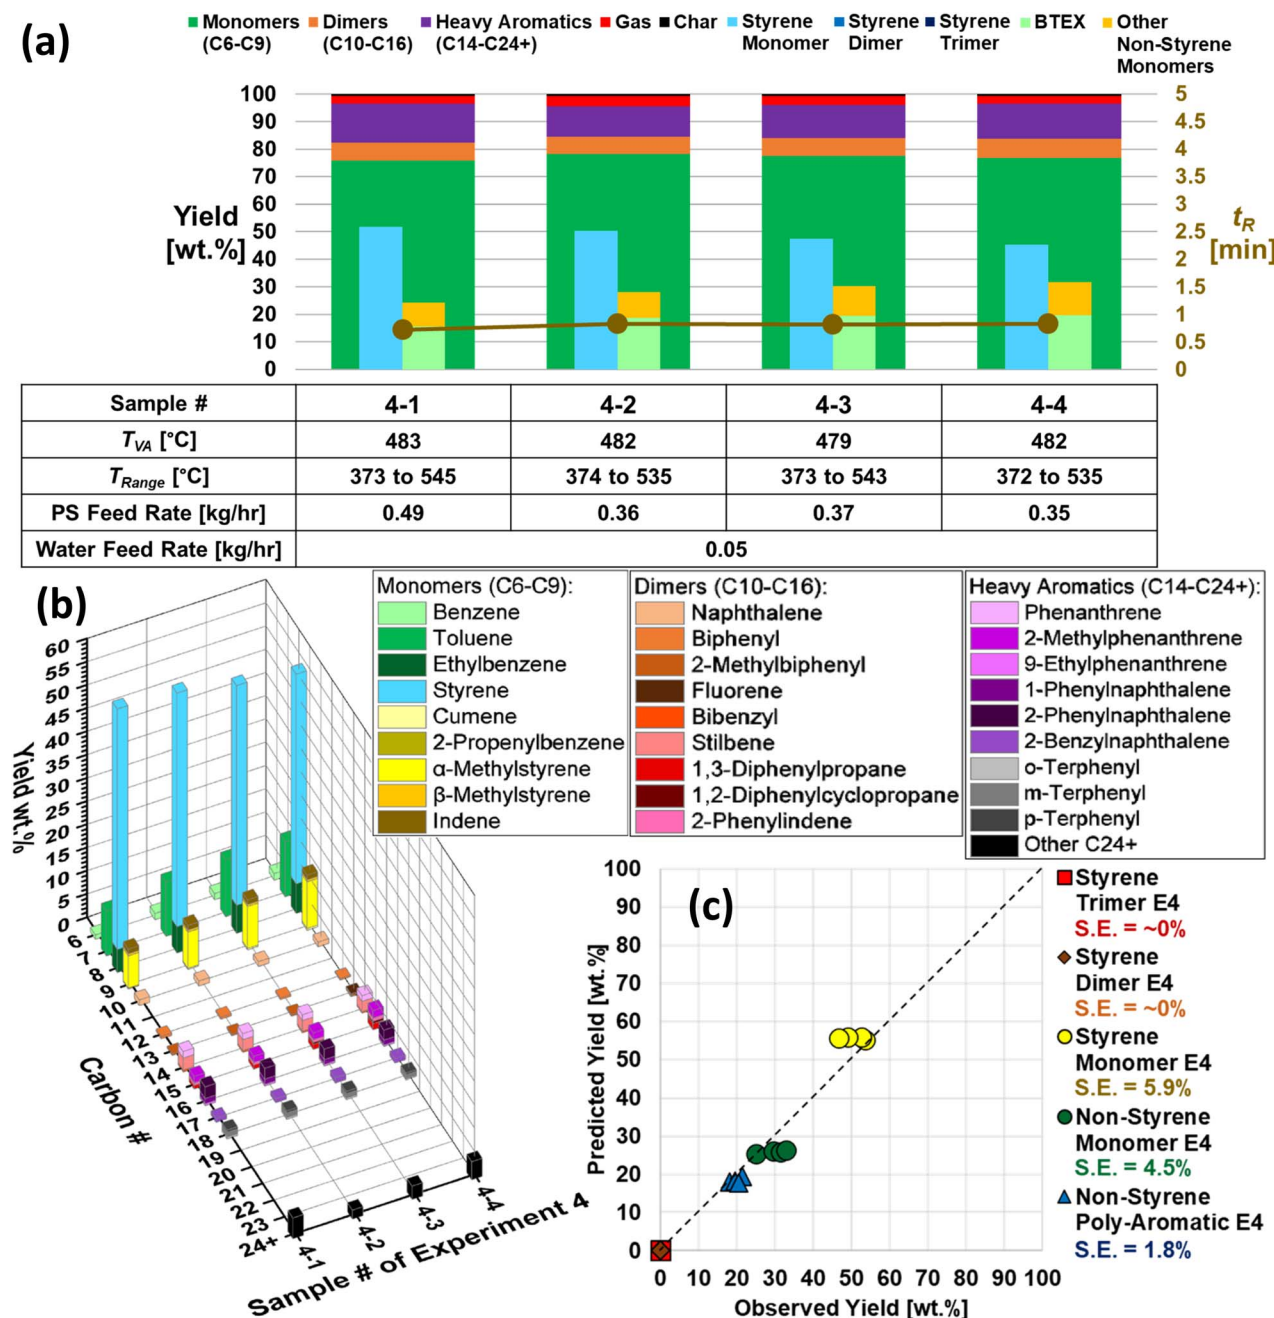 (a)
Monomers (C6-C9)
Dimers (C10-C16)
Heavy Aromatics (C14-C24+)
Gas
Char
Styrene Monomer
Styrene Dimer
Styrene Trimer
BTEX
Other Non-Styrene Monomers
100
90
80
70
60
50
40
30
20
10
0
Yield [wt.%]
5
4.5
4
3.5
3
2.5
2
1.5
1
0.5
0
tR [min]
Sample # 4-1 4-2 4-3 4-4
TVA [°C] 483 482 479 482
TRange [°C] 373 to 545 374 to 535 373 to 543 372 to 535
PS Feed Rate [kg/hr] 0.49 0.36 0.37 0.35
Water Feed Rate [kg/hr] 0.05
(b)
Monomers (C6-C9):
Benzene
Toluene
Ethylbenzene
Styrene
Cumene
2-Propenylbenzene
α-Methylstyrene
β-Methylstyrene
Indene
Dimers (C10-C16):
Naphthalene
Biphenyl
2-Methylbiphenyl
Fluorene
Bibenzyl
Stilbene
1,3-Diphenylpropane
1,2-Diphenylcyclopropane
2-Phenylindene
Heavy Aromatics (C14-C24+):
Phenanthrene
2-Methylphenanthrene
9-Ethylphenanthrene
1-Phenylnaphthalene
2-Phenylnaphthalene
2-Benzylnaphthalene
o-Terphenyl
m-Terphenyl
p-Terphenyl
Other C24+
60
55
50
45
40
35
30
25
20
15
10
5
0
Yield wt.%
6
7
8
9
10
11
12
13
14
15
16
17
18
19
20
21
22
23
24+
Carbon #
4-1
4-2
4-3
4-4
Sample # of Experiment 4
(c)
100
90
80
70
60
50
40
30
20
10
0
Predicted Yield [wt.%]
0 10 20 30 40 50 60 70 80 90 100
Observed Yield [wt.%]
Styrene
Trimer E4
S.E. = ~0%
Styrene
Dimer E4
S.E. = ~0%
Styrene
Monomer E4
S.E. = 5.9%
Non-Styrene
Monomer E4
S.E. = 4.5%
Non-Styrene
Poly-Aromatic E4
S.E. = 1.8%